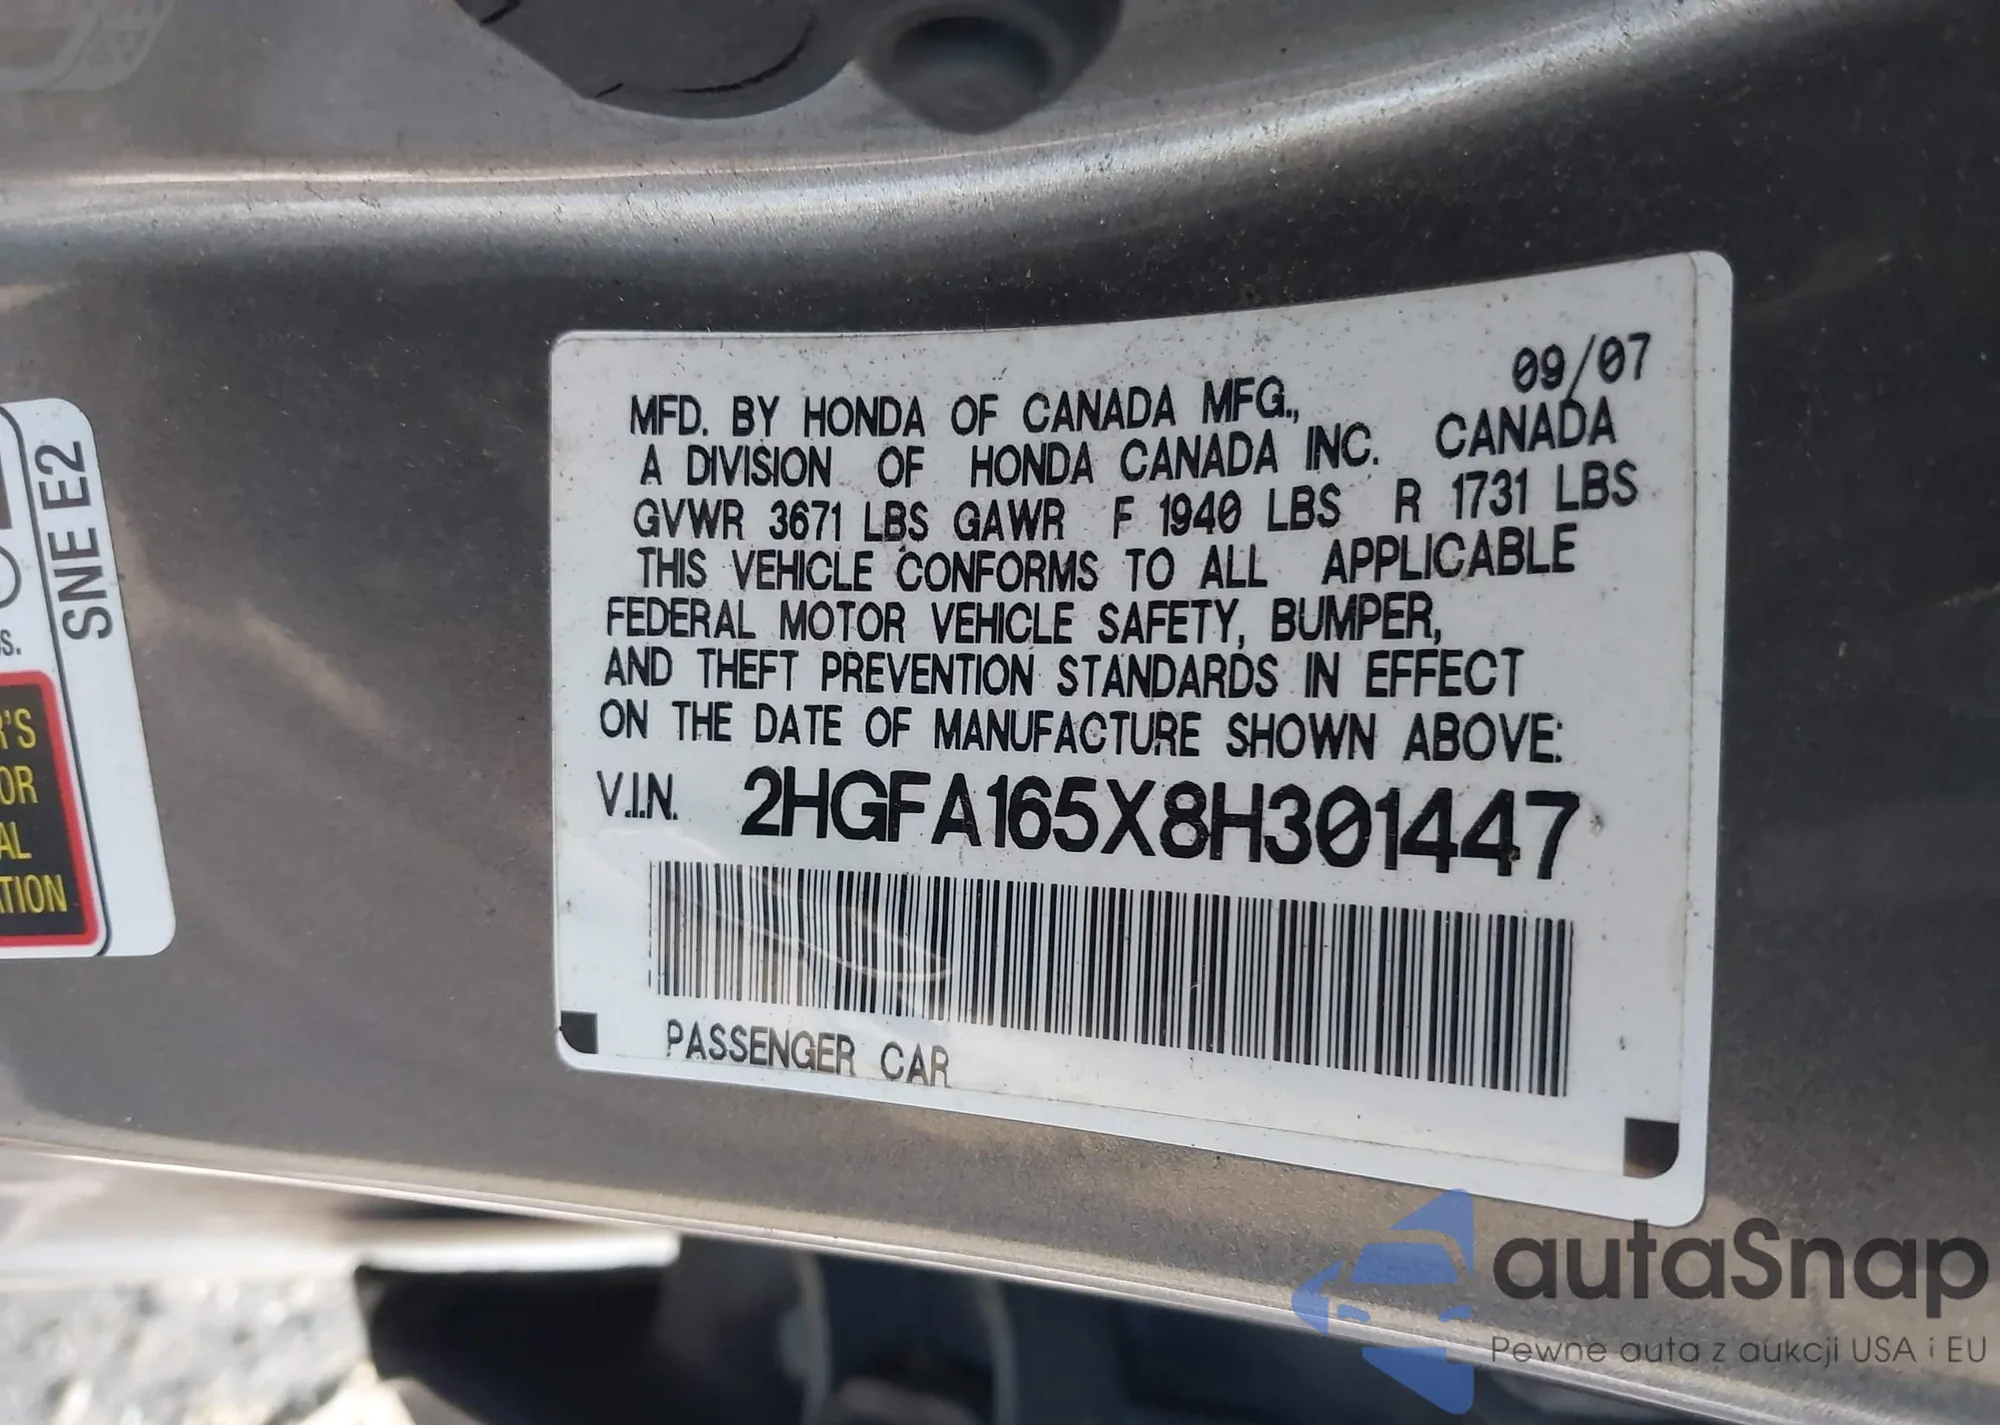 SNE E2
S.
R'S
OR
AL
TION
09/07
MFD. BY HONDA OF CANADA MFG.,
A DIVISION OF HONDA CANADA INC. CANADA
GVWR 3671 LBS GAWR F 1940 LBS R 1731 LBS
THIS VEHICLE CONFORMS TO ALL APPLICABLE
FEDERAL MOTOR VEHICLE SAFETY, BUMPER,
AND THEFT PREVENTION STANDARDS IN EFFECT
ON THE DATE OF MANUFACTURE SHOWN ABOVE:
V.I.N. 2HGFA165X8H301447
PASSENGER CAR
autaSnap
Pewne auta z aukcji USA i EU